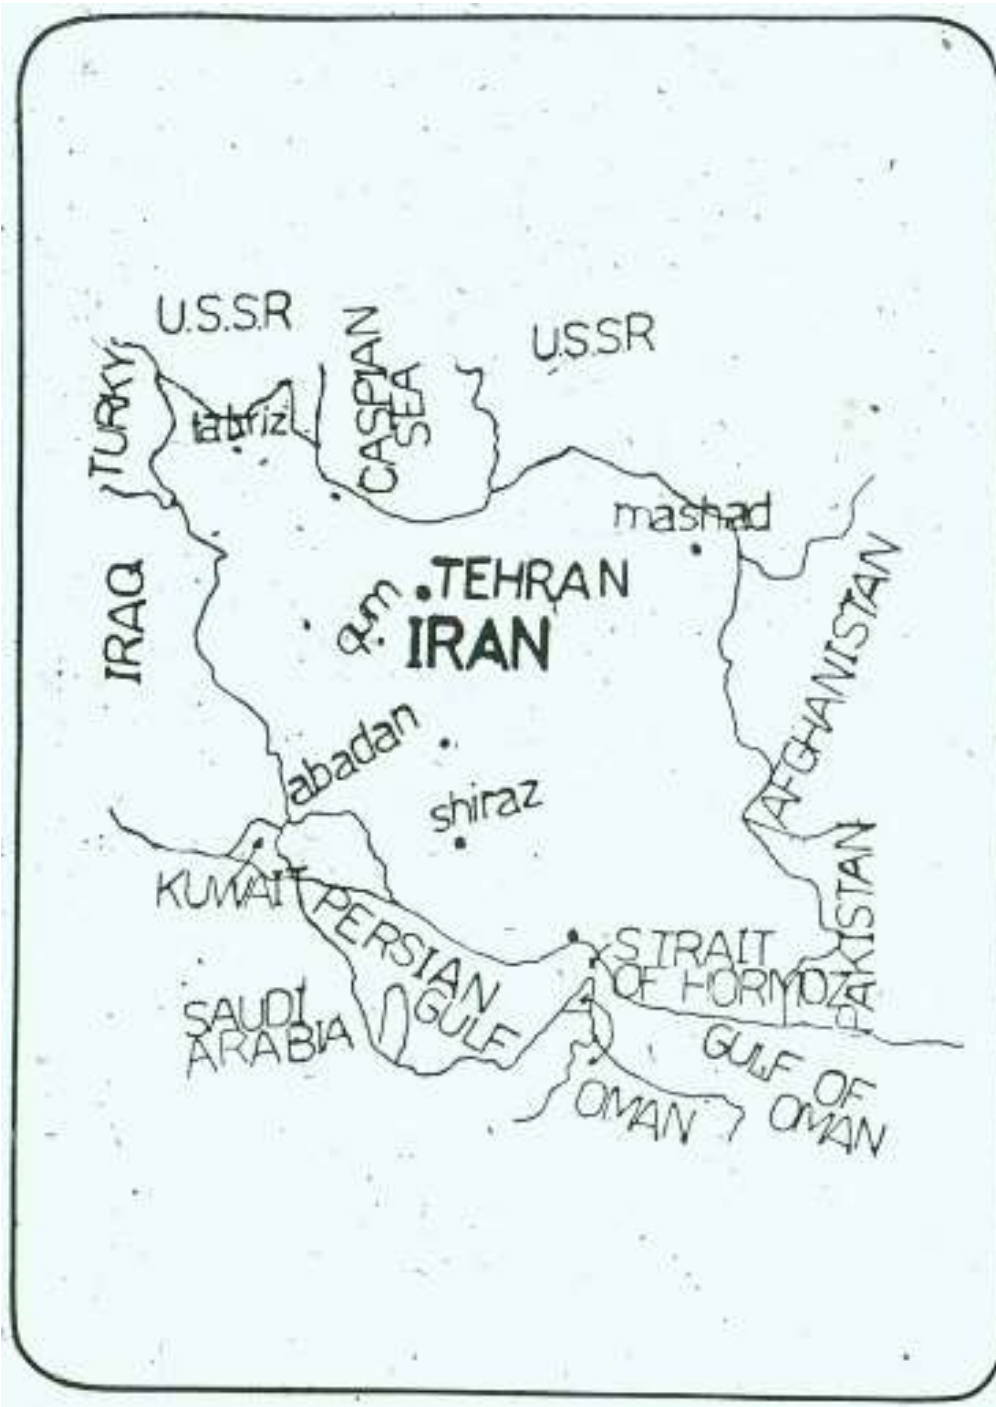 U.S.S.R
U.S.S.R
CASPIAN
SEA
TURKY
tabriz
mashad
TEHRAN
qum
IRAN
IRAQ
AFGHANISTAN
abadan
shiraz
KUWAIT
PERSIAN
GULF
STRAIT
OF HORMOZ
PAKISTAN
SAUDI
ARABIA
GULF OF
OMAN
OMAN